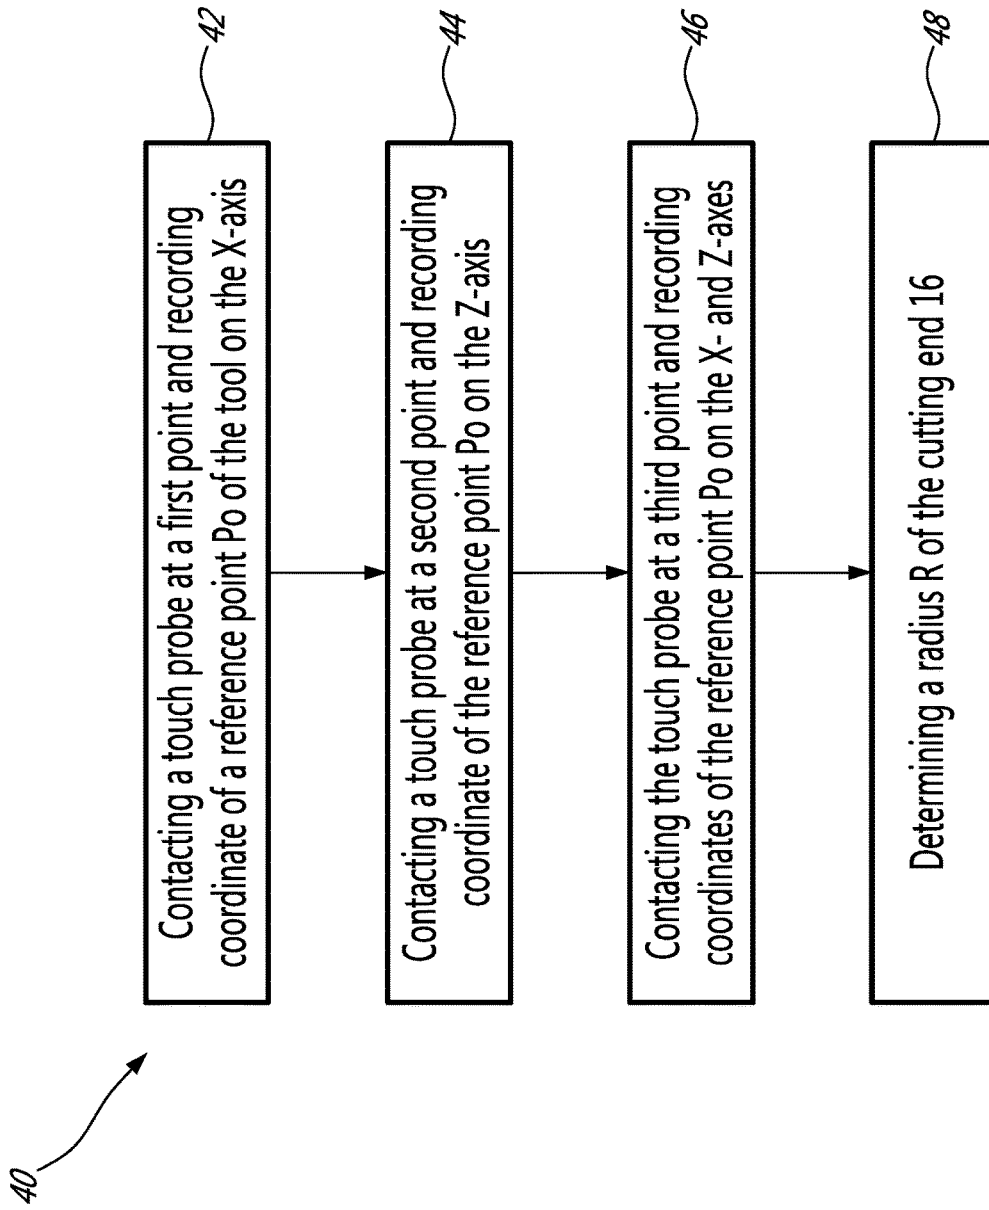 40
42
Contacting a touch probe at a first point and recording
coordinate of a reference point Po of the tool on the X-axis
44
Contacting a touch probe at a second point and recording
coordinate of the reference point Po on the Z-axis
46
Contacting the touch probe at a third point and recording
coordinates of the reference point Po on the X- and Z-axes
48
Determining a radius R of the cutting end 16